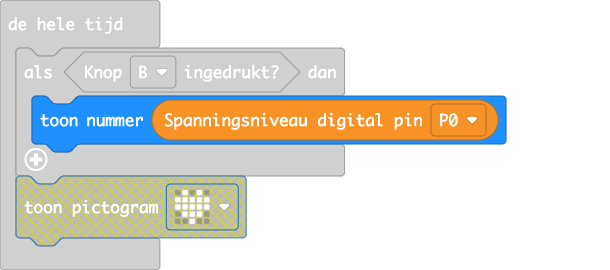 de hele tijd
als Knop B ingedrukt? dan
toon nummer Spanningsniveau digital pin P0
toon pictogram